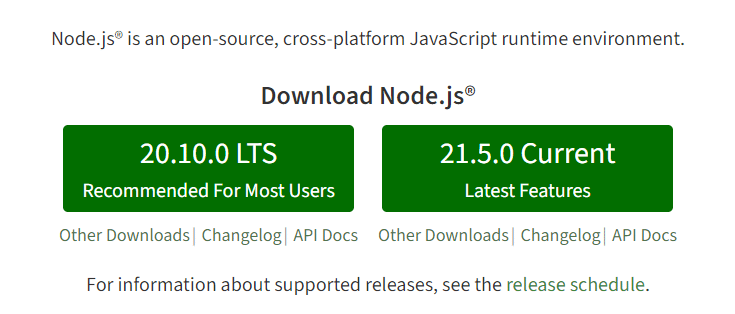 Node.js® is an open-source, cross-platform JavaScript runtime environment.
Download Node.js®
20.10.0 LTS
Recommended For Most Users
21.5.0 Current
Latest Features
Other Downloads| Changelog| API Docs
Other Downloads| Changelog| API Docs
For information about supported releases, see the release schedule.